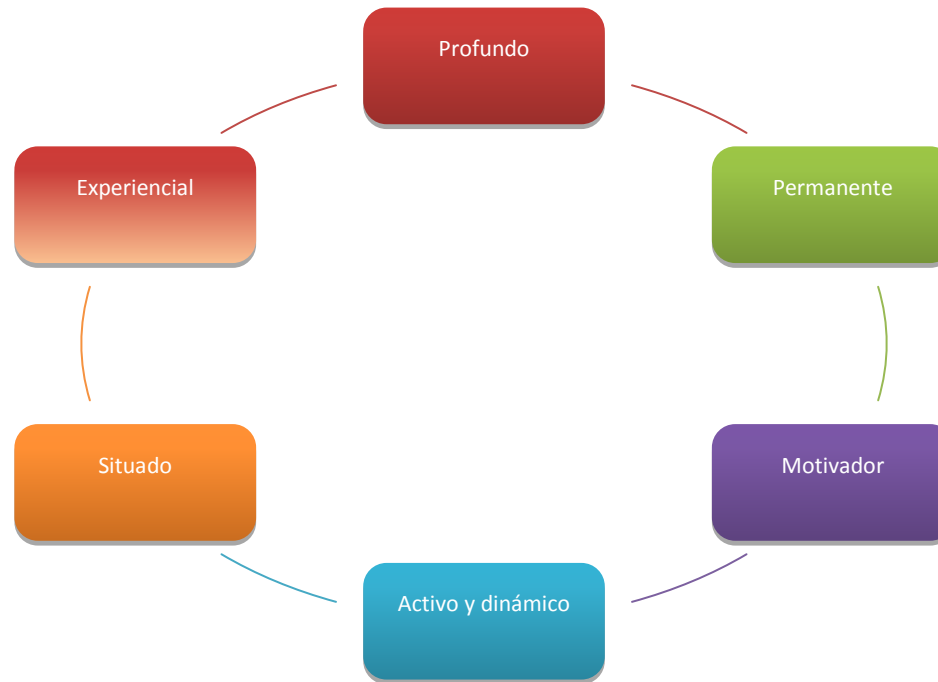 Profundo
Experiencial
Permanente
Situado
Motivador
Activo y dinámico